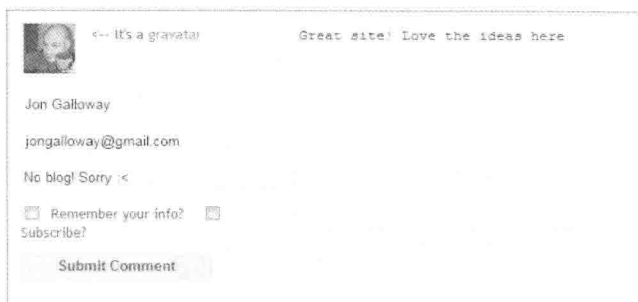 <-- It's a gravatar
Great site! Love the ideas here
Jon Galloway
jongalloway@gmail.com
No blog! Sorry :<
Remember your info?
Subscribe?
Submit Comment